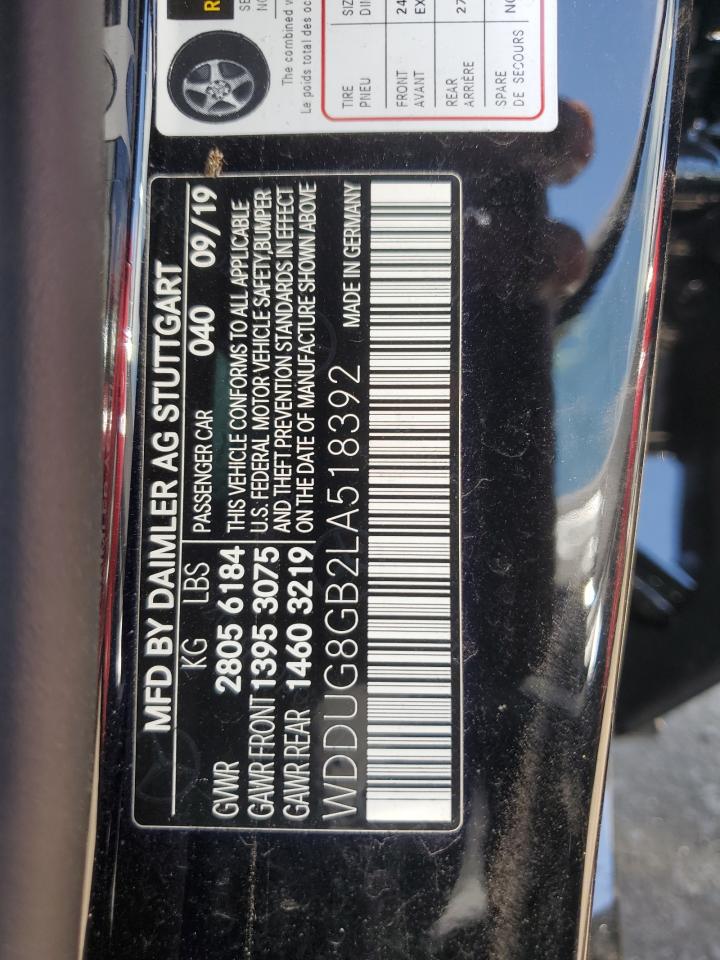 MFD BY DAIMLER AG STUTTGART
KG LBS PASSENGER CAR 040 09/19
GVWR 2805 6184 THIS VEHICLE CONFORMS TO ALL APPLICABLE
GAWR FRONT 1395 3075 U.S. FEDERAL MOTOR VEHICLE SAFETY, BUMPER
GAWR REAR 1460 3219 AND THEFT PREVENTION STANDARDS IN EFFECT
ON THE DATE OF MANUFACTURE SHOWN ABOVE
WDDUG8GB2LA518392 MADE IN GERMANY
The combined
Le poids total des
TIRE
PNEU
FRONT 24
AVANT
REAR 27
ARRIÈRE
SPARE
DE SECOURS